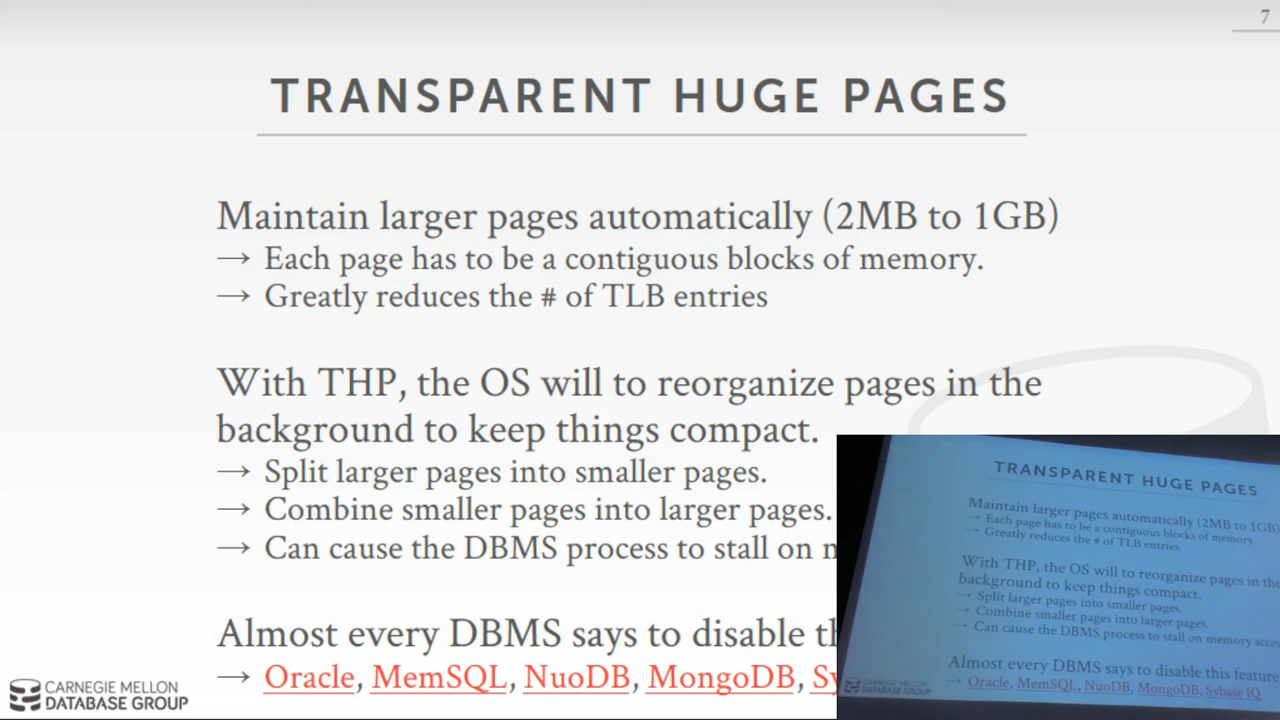 7
TRANSPARENT HUGE PAGES
Maintain larger pages automatically (2MB to 1GB)
→ Each page has to be a contiguous blocks of memory.
→ Greatly reduces the # of TLB entries
With THP, the OS will to reorganize pages in the
background to keep things compact.
→ Split larger pages into smaller pages.
→ Combine smaller pages into larger pages.
→ Can cause the DBMS process to stall on m
Almost every DBMS says to disable th
→ Oracle, MemSQL, NuoDB, MongoDB, Sy
CARNEGIE MELLON
DATABASE GROUP
TRANSPARENT HUGE PAGES
Maintain larger pages automatically (2MB to 1GB)
→ Each page has to be a contiguous blocks of memory.
→ Greatly reduces the # of TLB entries
With THP, the OS will to reorganize pages in the
background to keep things compact.
→ Split larger pages into smaller pages.
→ Combine smaller pages into larger pages.
→ Can cause the DBMS process to stall on memory acce
Almost every DBMS says to disable this feature
→ Oracle, MemSQL, NuoDB, MongoDB, Sybase IQ
CARNEGIE MELLON
DATABASE GROUP